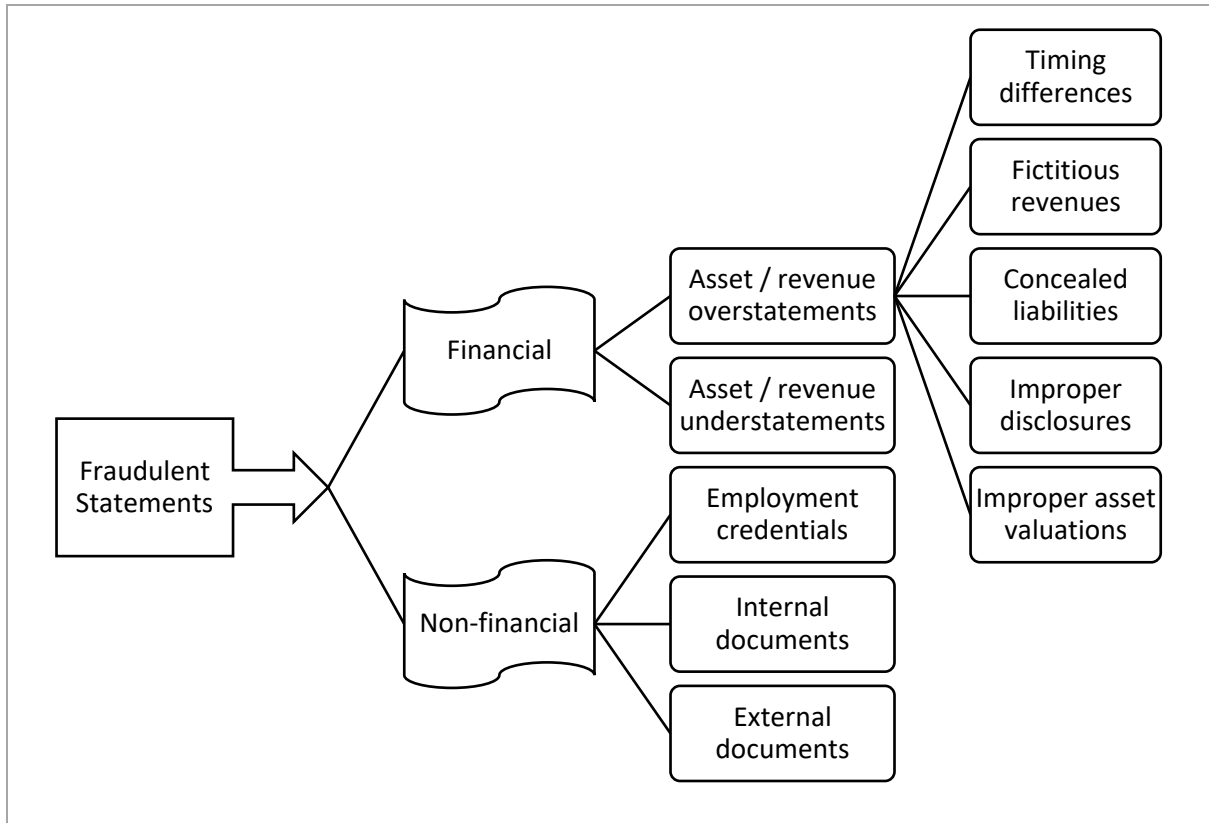 Fraudulent
Statements
Financial
Non-financial
Asset / revenue
overstatements
Asset / revenue
understatements
Employment
credentials
Internal
documents
External
documents
Timing
differences
Fictitious
revenues
Concealed
liabilities
Improper
disclosures
Improper asset
valuations